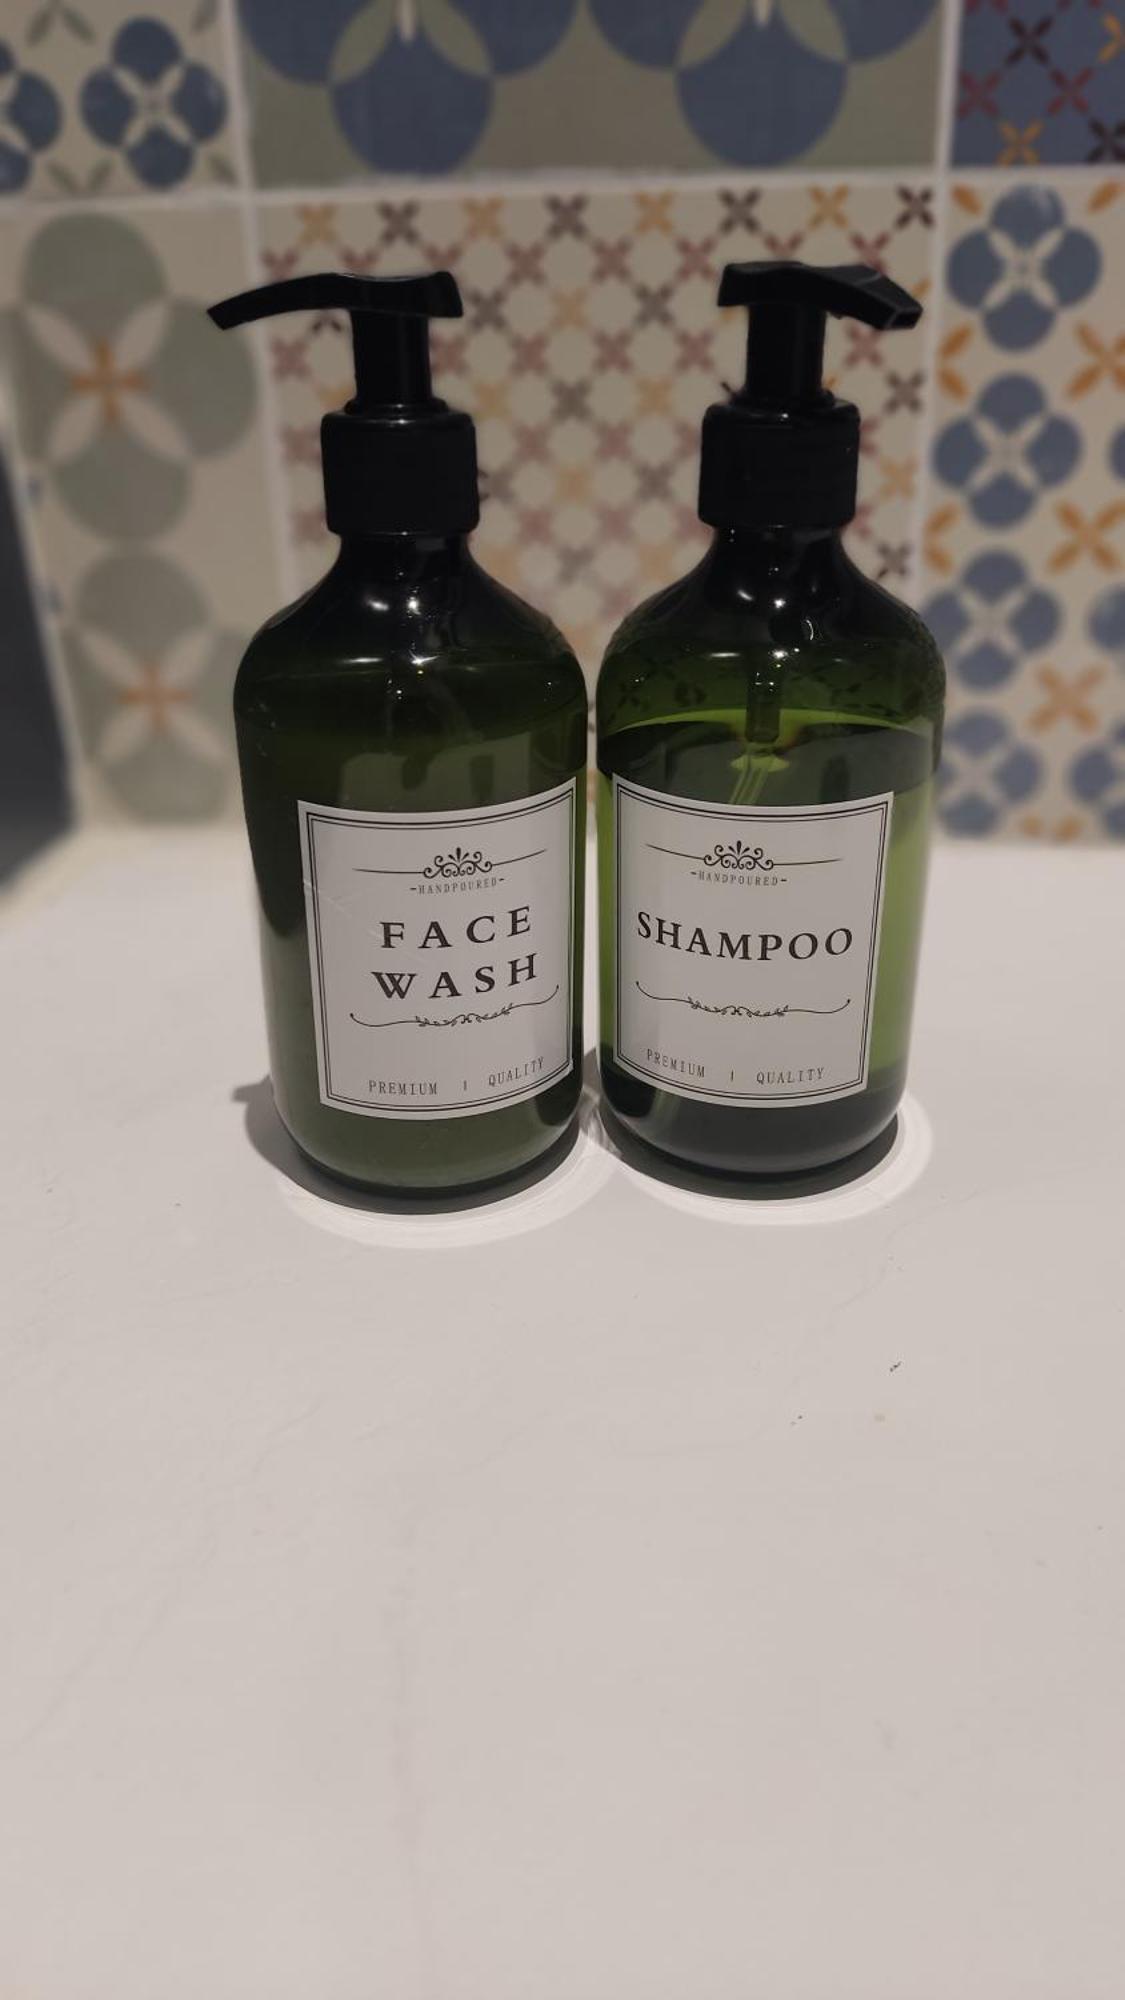 -HANDPOURED-
FACE
WASH
PREMIUM | QUALITY
-HANDPOURED-
SHAMPOO
PREMIUM | QUALITY